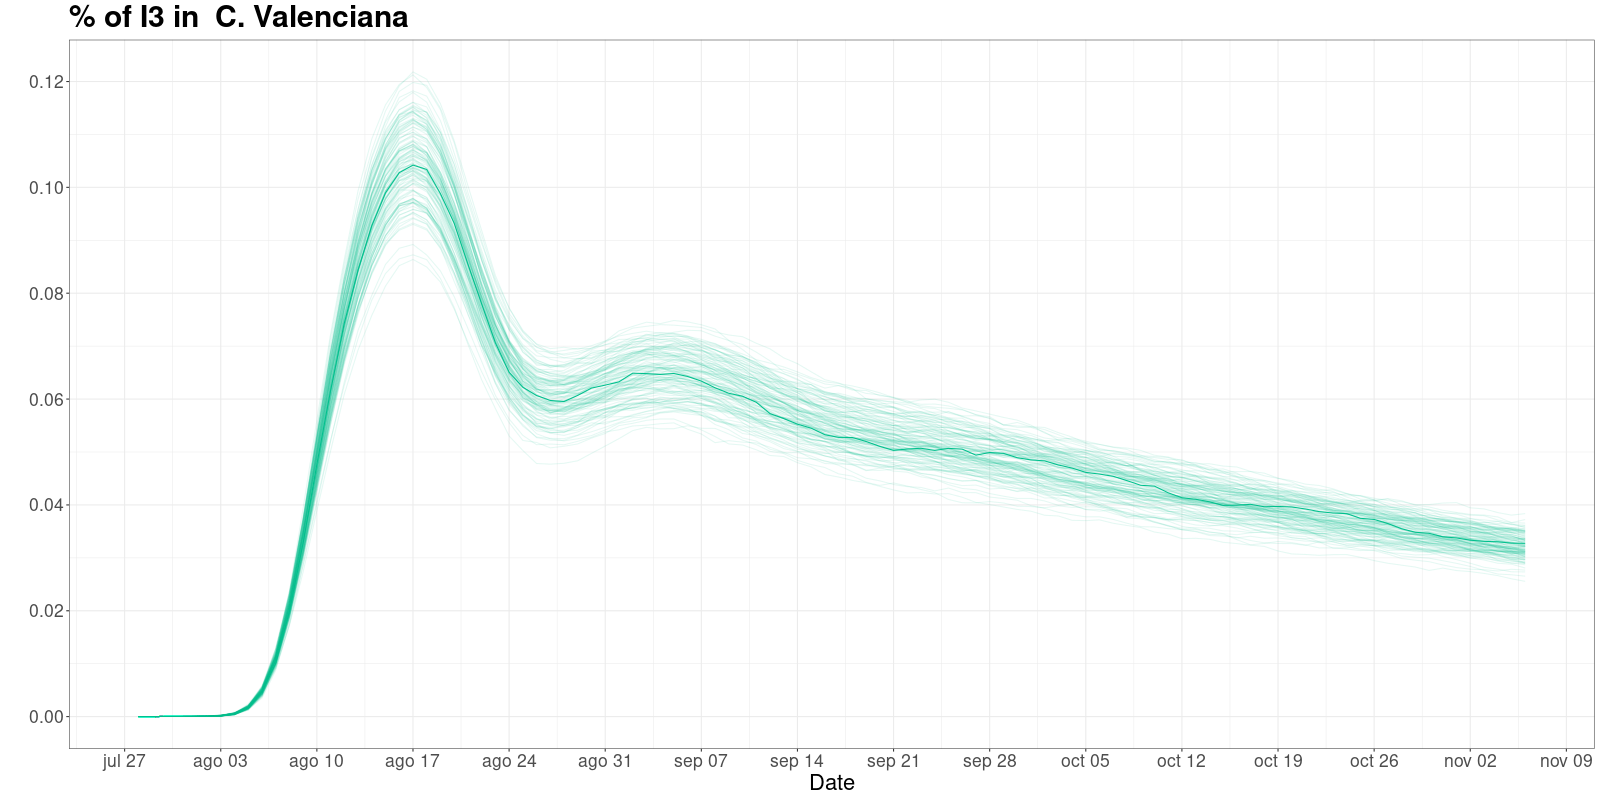 % of I3 in  C. Valenciana
0.12
0.10
0.08
0.06
0.04
0.02
0.00
jul 27 ago 03 ago 10 ago 17 ago 24 ago 31 sep 07 sep 14 sep 21 sep 28 oct 05 oct 12 oct 19 oct 26 nov 02 nov 09
Date